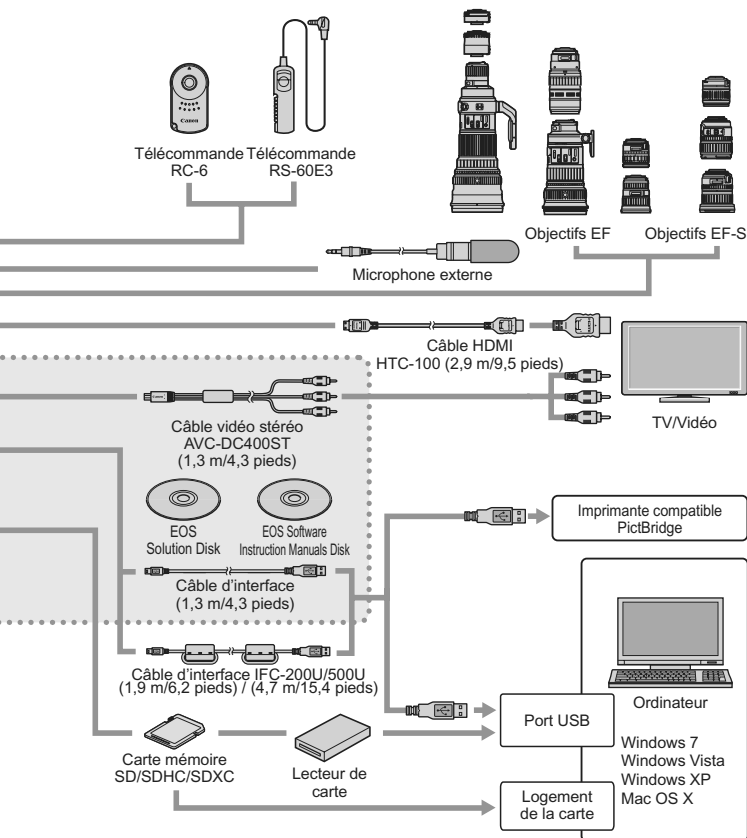 Canon
Télécommande
RC-6
Télécommande
RS-60E3
Objectifs EF
Objectifs EF-S
Microphone externe
Câble HDMI
HTC-100 (2,9 m/9,5 pieds)
TV/Vidéo
Câble vidéo stéréo
AVC-DC400ST
(1,3 m/4,3 pieds)
EOS
Solution Disk
EOS Software
Instruction Manuals Disk
Imprimante compatible
PictBridge
Câble d’interface
(1,3 m/4,3 pieds)
Câble d’interface IFC-200U/500U
(1,9 m/6,2 pieds) / (4,7 m/15,4 pieds)
Ordinateur
Port USB
Windows 7
Windows Vista
Windows XP
Mac OS X
Carte mémoire
SD/SDHC/SDXC
Lecteur de
carte
Logement
de la carte